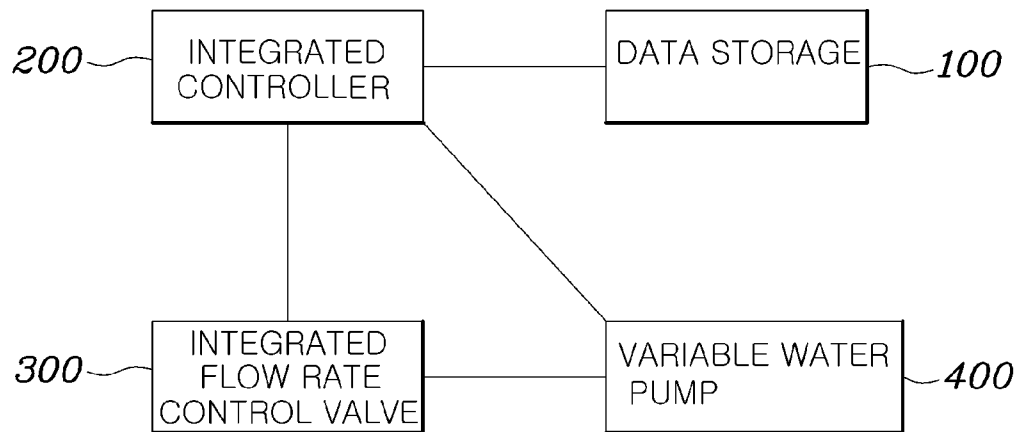 200
INTEGRATED
CONTROLLER
DATA STORAGE
100
300
INTEGRATED
FLOW RATE
CONTROL VALVE
VARIABLE WATER
PUMP
400